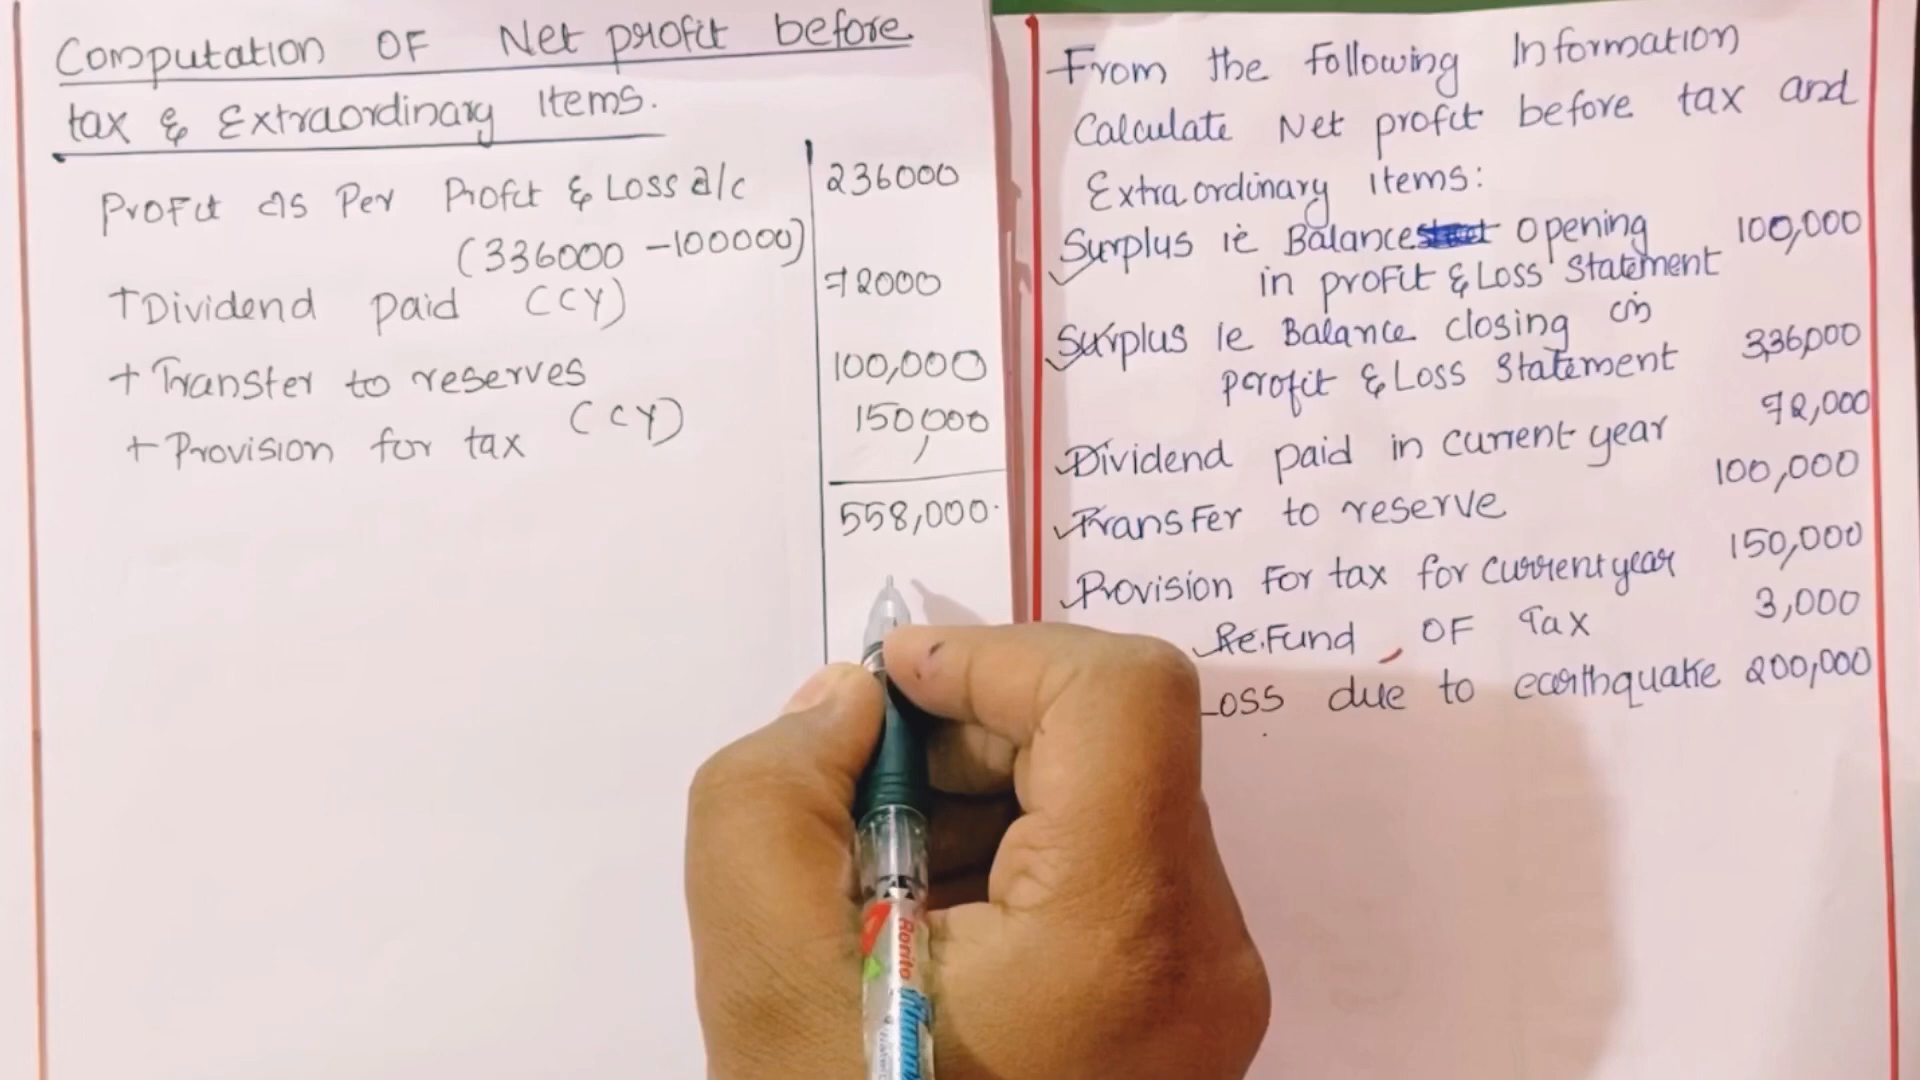 Computation OF Net profit before
tax & Extraordinary Items.
Profit as Per Profit & Loss a/c 236000
(336000 - 100000)
+Dividend paid (CY) 72000
+ Transfer to reserves 100,000
+ Provision for tax (CY) 150,000
558,000
From the following Information
Calculate Net profit before tax and
Extra ordinary items:
Surplus ie Balance Opening 100,000
in profit & Loss Statement
Surplus ie Balance closing in
profit & Loss Statement 336,000
Dividend paid in current year 72,000
Transfer to reserve 100,000
Provision For tax for current year 150,000
Refund OF Tax 3,000
Loss due to earthquake 200,000
Rorito